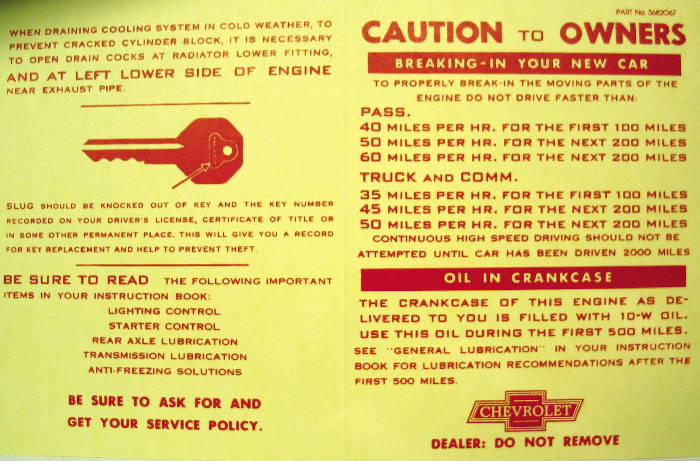 WHEN DRAINING COOLING SYSTEM IN COLD WEATHER, TO
PREVENT CRACKED CYLINDER BLOCK, IT IS NECESSARY
TO OPEN DRAIN COCKS AT RADIATOR LOWER FITTING,
AND AT LEFT LOWER SIDE OF ENGINE
NEAR EXHAUST PIPE.
SLUG SHOULD BE KNOCKED OUT OF KEY AND THE KEY NUMBER
RECORDED ON YOUR DRIVER'S LICENSE, CERTIFICATE OF TITLE OR
IN SOME OTHER PERMANENT PLACE. THIS WILL GIVE YOU A RECORD
FOR KEY REPLACEMENT AND HELP TO PREVENT THEFT.
BE SURE TO READ THE FOLLOWING IMPORTANT
ITEMS IN YOUR INSTRUCTION BOOK:
LIGHTING CONTROL
STARTER CONTROL
REAR AXLE LUBRICATION
TRANSMISSION LUBRICATION
ANTI-FREEZING SOLUTIONS
BE SURE TO ASK FOR AND
GET YOUR SERVICE POLICY.
PART No. 3682067
CAUTION TO OWNERS
BREAKING-IN YOUR NEW CAR
TO PROPERLY BREAK-IN THE MOVING PARTS OF THE
ENGINE DO NOT DRIVE FASTER THAN:
PASS.
40 MILES PER HR. FOR THE FIRST 100 MILES
50 MILES PER HR. FOR THE NEXT 200 MILES
60 MILES PER HR. FOR THE NEXT 200 MILES
TRUCK AND COMM.
35 MILES PER HR. FOR THE FIRST 100 MILES
45 MILES PER HR. FOR THE NEXT 200 MILES
50 MILES PER HR. FOR THE NEXT 200 MILES
CONTINUOUS HIGH SPEED DRIVING SHOULD NOT BE
ATTEMPTED UNTIL CAR HAS BEEN DRIVEN 2000 MILES
OIL IN CRANKCASE
THE CRANKCASE OF THIS ENGINE AS DE-
LIVERED TO YOU IS FILLED WITH 10-W OIL.
USE THIS OIL DURING THE FIRST 500 MILES.
SEE "GENERAL LUBRICATION" IN YOUR INSTRUCTION
BOOK FOR LUBRICATION RECOMMENDATIONS AFTER THE
FIRST 500 MILES.
CHEVROLET
DEALER: DO NOT REMOVE